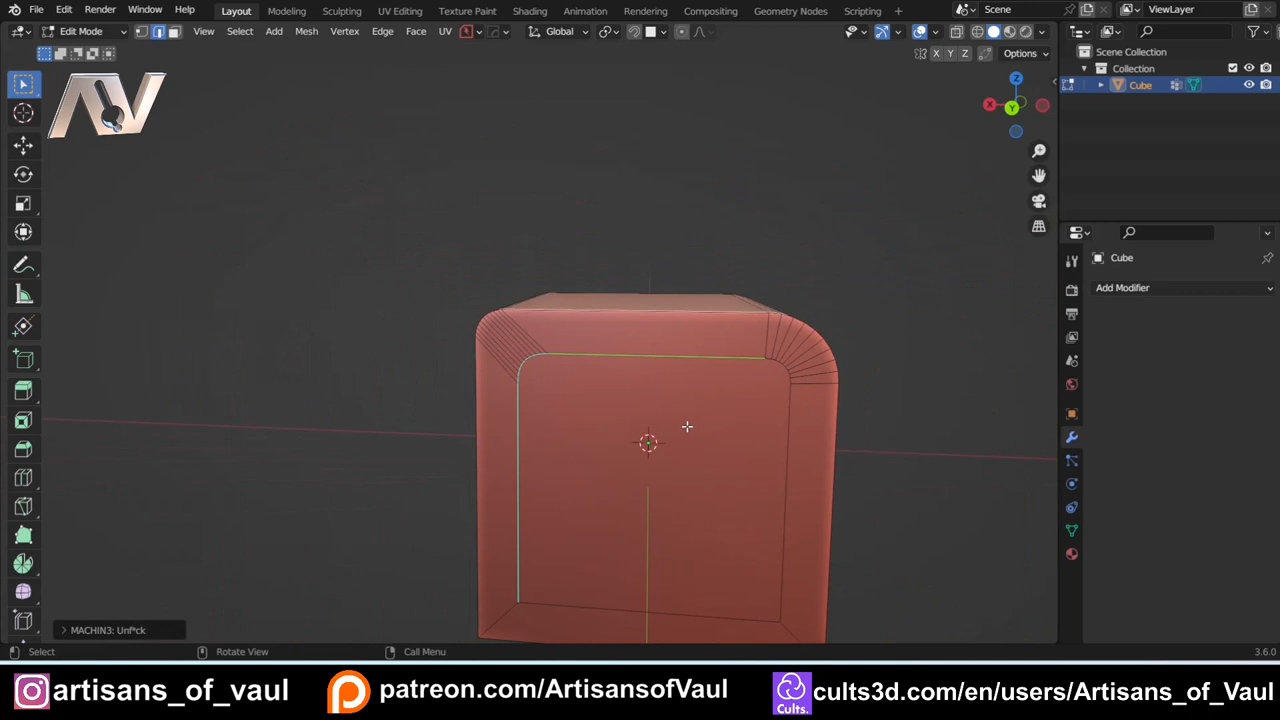 File Edit Render Window Help Layout Modeling Sculpting UV Editing Texture Paint Shading Animation Rendering Compositing Geometry Nodes Scripting + Scene ViewLayer
Edit Mode View Select Add Mesh Vertex Edge Face UV Global
X Y Z Options
Scene Collection
Collection
Cube
AV
Z
X
Y
Cube
Add Modifier
MACHIN3: Unf*ck
Select Rotate View Call Menu 3.6.0
artisans_of_vaul patreon.com/ArtisansofVaul Cults. cults3d.com/en/users/Artisans_of_Vaul